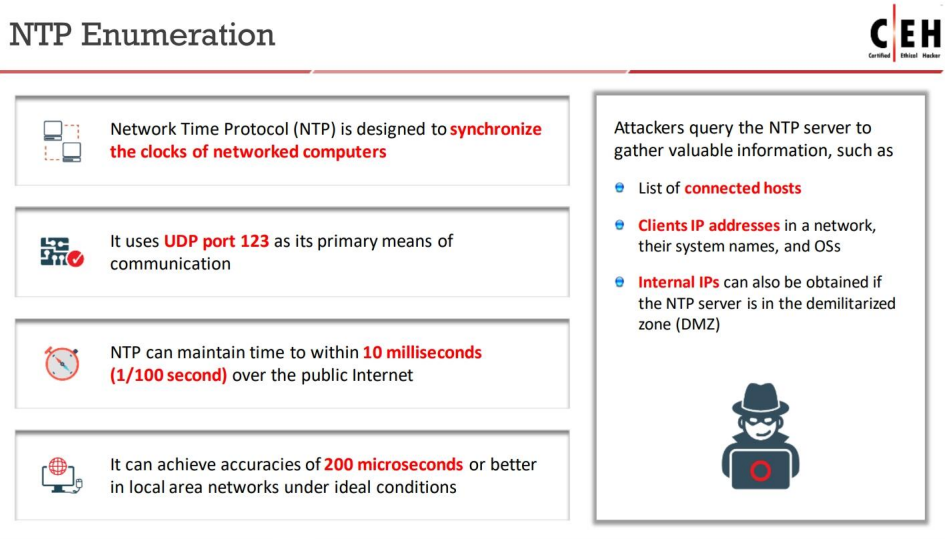 NTP Enumeration
C|EH
Certified Ethical Hacker
Network Time Protocol (NTP) is designed to synchronize
the clocks of networked computers
It uses UDP port 123 as its primary means of
communication
NTP can maintain time to within 10 milliseconds
(1/100 second) over the public Internet
It can achieve accuracies of 200 microseconds or better
in local area networks under ideal conditions
Attackers query the NTP server to
gather valuable information, such as
List of connected hosts
Clients IP addresses in a network,
their system names, and OSs
Internal IPs can also be obtained if
the NTP server is in the demilitarized
zone (DMZ)